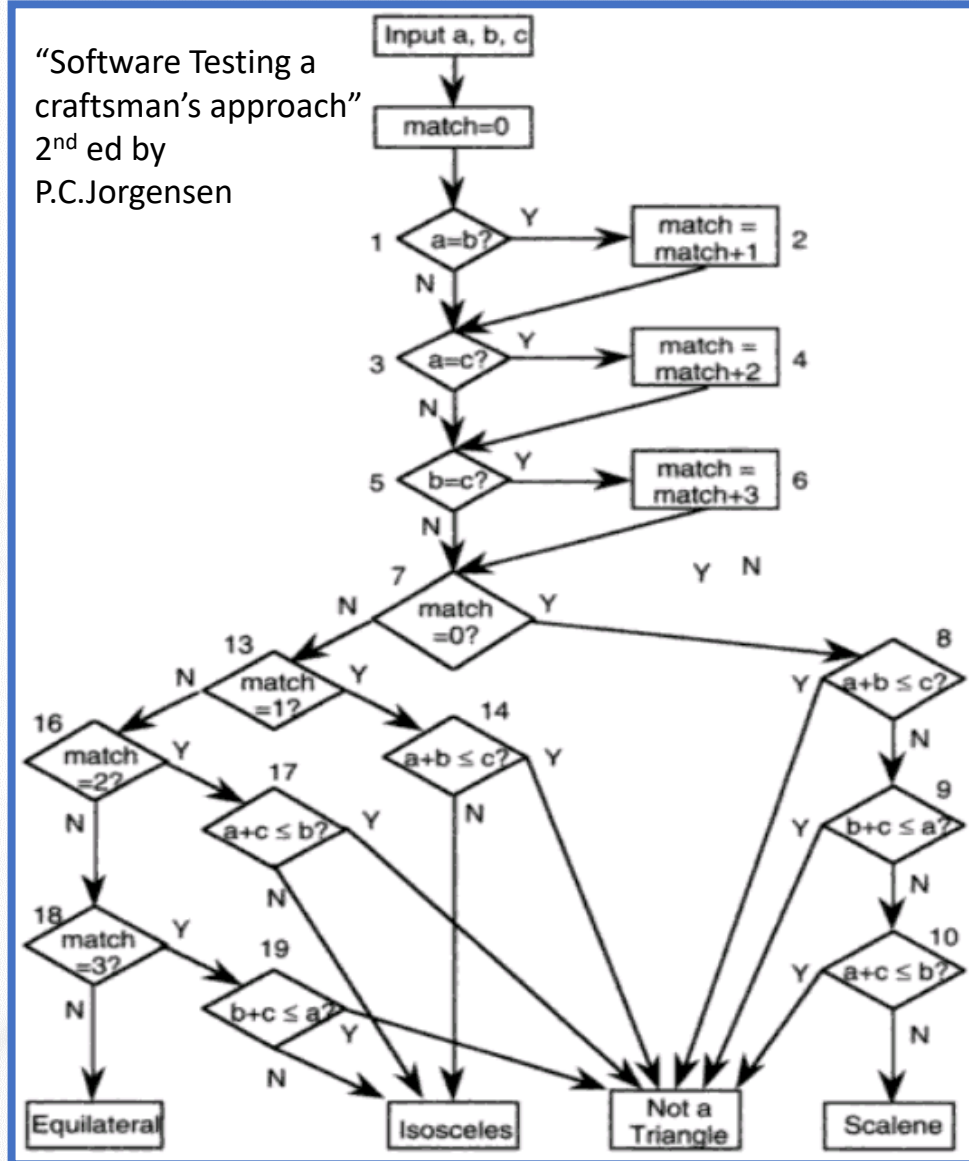 “Software Testing a
craftsman’s approach”
2nd ed by
P.C.Jorgensen
Input a, b, c
match=0
1
a=b?
Y
N
match =
match+1
2
3
a=c?
Y
N
match =
match+2
4
5
b=c?
Y
N
match =
match+3
6
Y N
7
match
=0?
N
Y
13
match
=1?
N
Y
8
a+b ≤ c?
Y
N
16
match
=2?
Y
N
14
a+b ≤ c?
Y
N
17
a+c ≤ b?
Y
N
9
b+c ≤ a?
Y
N
18
match
=3?
Y
N
19
b+c ≤ a?
Y
N
10
a+c ≤ b?
Y
N
Equilateral
Isosceles
Not a
Triangle
Scalene